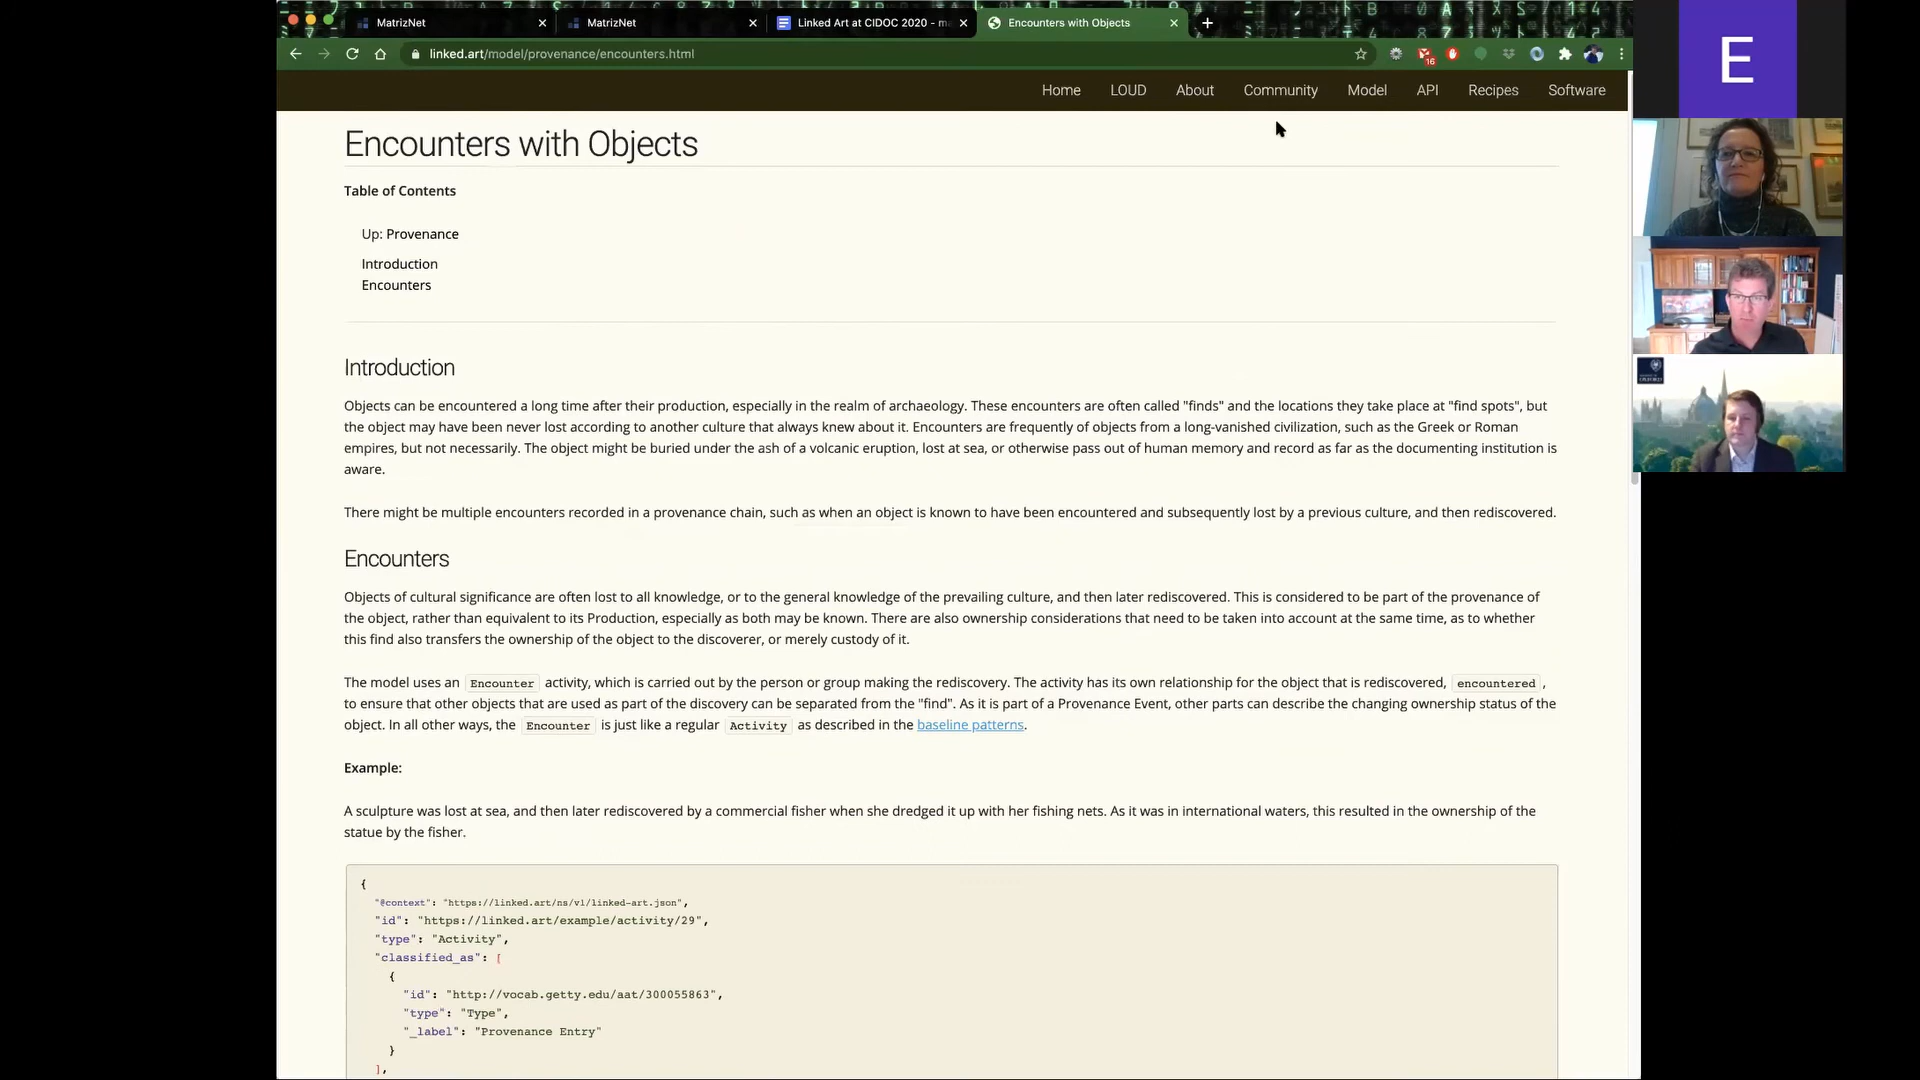 MatrizNet
MatrizNet
Linked Art at CIDOC 2020 - m
Encounters with Objects
linked.art/model/provenance/encounters.html
16
Home LOUD About Community Model API Recipes Software
E
Encounters with Objects
Table of Contents
Up: Provenance
Introduction
Encounters
Introduction
Objects can be encountered a long time after their production, especially in the realm of archaeology. These encounters are often called "finds" and the locations they take place at "find spots", but
the object may have been never lost according to another culture that always knew about it. Encounters are frequently of objects from a long-vanished civilization, such as the Greek or Roman
empires, but not necessarily. The object might be buried under the ash of a volcanic eruption, lost at sea, or otherwise pass out of human memory and record as far as the documenting institution is
aware.
There might be multiple encounters recorded in a provenance chain, such as when an object is known to have been encountered and subsequently lost by a previous culture, and then rediscovered.
Encounters
Objects of cultural significance are often lost to all knowledge, or to the general knowledge of the prevailing culture, and then later rediscovered. This is considered to be part of the provenance of
the object, rather than equivalent to its Production, especially as both may be known. There are also ownership considerations that need to be taken into account at the same time, as to whether
this find also transfers the ownership of the object to the discoverer, or merely custody of it.
The model uses an Encounter activity, which is carried out by the person or group making the rediscovery. The activity has its own relationship for the object that is rediscovered, encountered ,
to ensure that other objects that are used as part of the discovery can be separated from the "find". As it is part of a Provenance Event, other parts can describe the changing ownership status of the
object. In all other ways, the Encounter is just like a regular Activity as described in the baseline patterns.
Example:
A sculpture was lost at sea, and then later rediscovered by a commercial fisher when she dredged it up with her fishing nets. As it was in international waters, this resulted in the ownership of the
statue by the fisher.
{
"@context": "https://linked.art/ns/v1/linked-art.json",
"id": "https://linked.art/example/activity/29",
"type": "Activity",
"classified_as": [
{
"id": "http://vocab.getty.edu/aat/300055863",
"type": "Type",
"_label": "Provenance Entry"
}
],